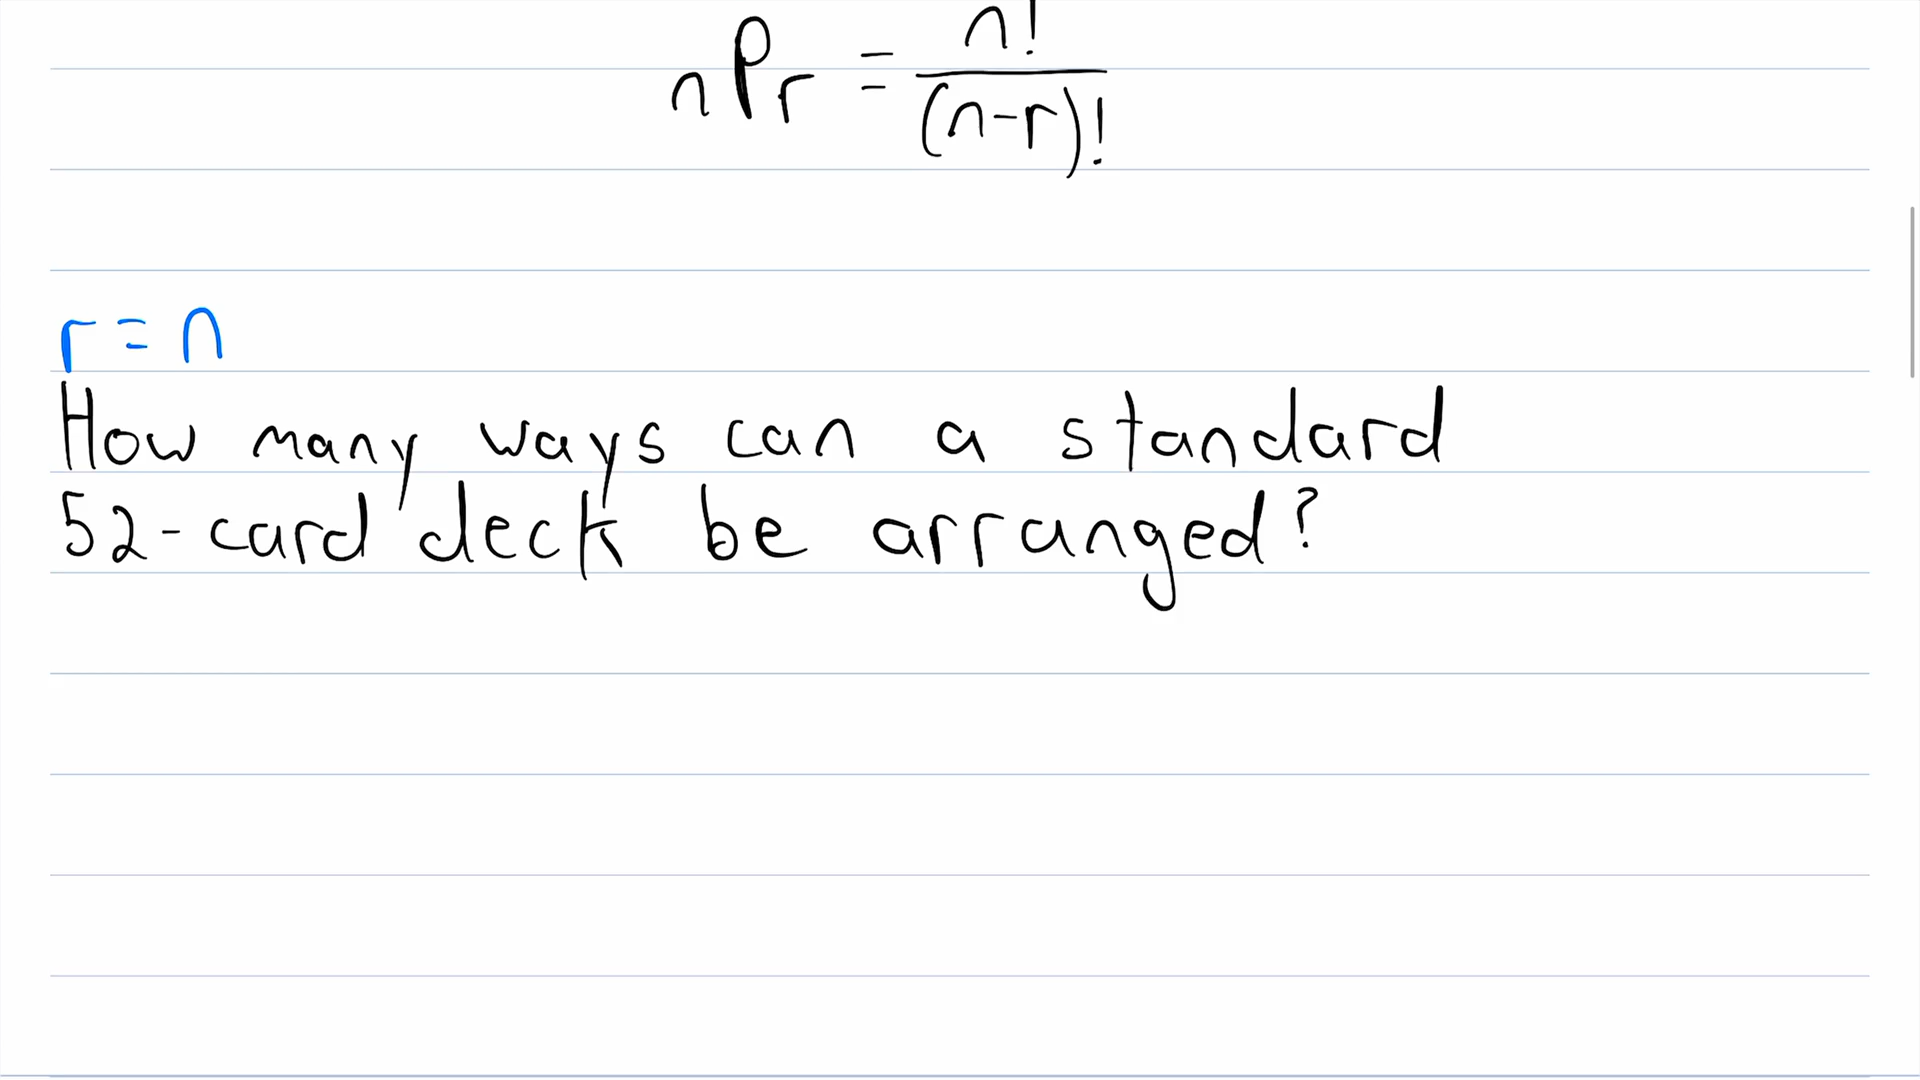 nPr = n!/(n-r)!
r = n
How many ways can a standard
52-card deck be arranged?